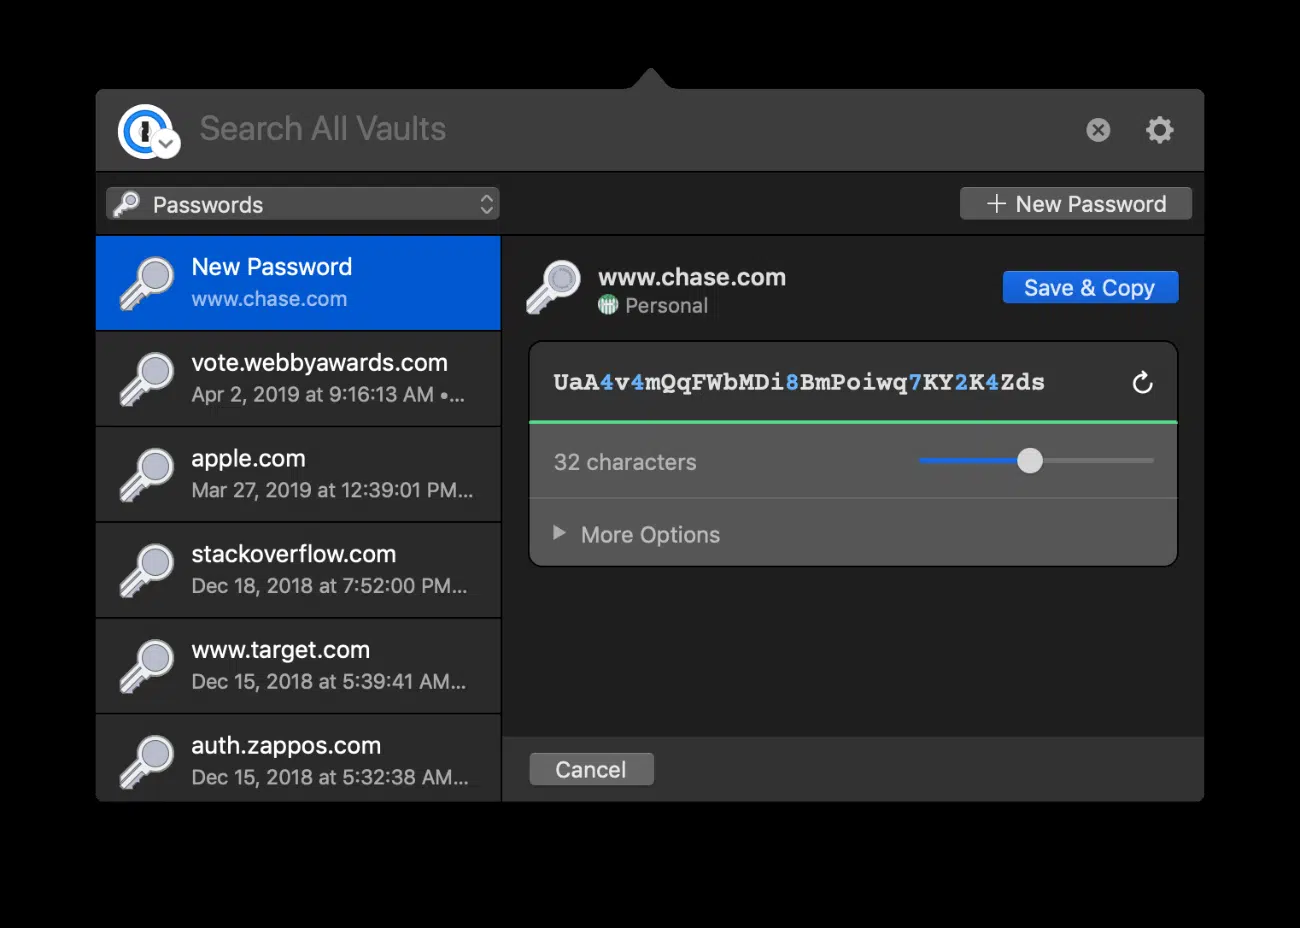 Search All Vaults
Passwords
+ New Password
New Password
www.chase.com
vote.webbyawards.com
Apr 2, 2019 at 9:16:13 AM •...
apple.com
Mar 27, 2019 at 12:39:01 PM...
stackoverflow.com
Dec 18, 2018 at 7:52:00 PM...
www.target.com
Dec 15, 2018 at 5:39:41 AM...
auth.zappos.com
Dec 15, 2018 at 5:32:38 AM...
www.chase.com
Personal
Save & Copy
UaA4v4mQqFWbMDi8BmPoiwq7KY2K4Zds
32 characters
More Options
Cancel